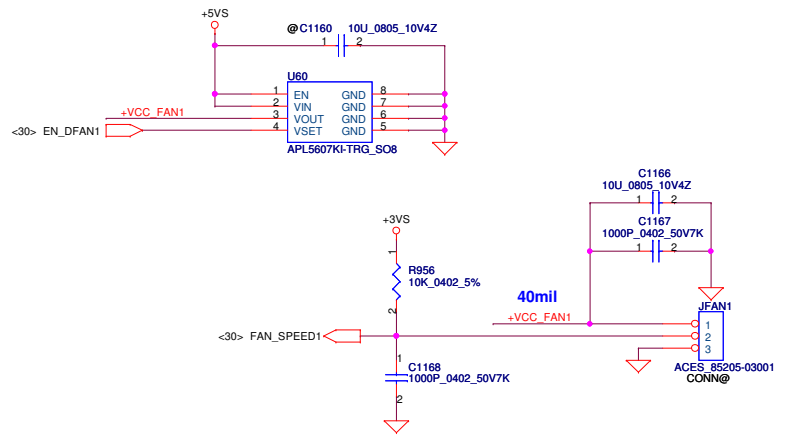 +5VS
@ C1160 10U_0805_10V4Z
1 2
U60
1 EN GND 8
2 VIN GND 7
3 VOUT GND 6
4 VSET GND 5
+VCC_FAN1
<30> EN_DFAN1
APL5607KI-TRG_SO8
C1166
10U_0805_10V4Z
1 2
C1167
1000P_0402_50V7K
1 2
+3VS
1
R956
10K_0402_5%
2
40mil
+VCC_FAN1
JFAN1
1
2
3
<30> FAN_SPEED1
1
C1168
1000P_0402_50V7K
2
ACES_85205-03001
CONN@